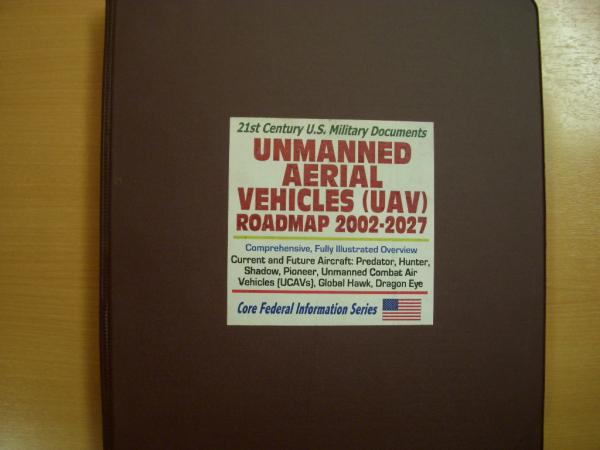 21st Century U.S. Military Documents
UNMANNED
AERIAL
VEHICLES (UAV)
ROADMAP 2002-2027
Comprehensive, Fully Illustrated Overview
Current and Future Aircraft: Predator, Hunter,
Shadow, Pioneer, Unmanned Combat Air
Vehicles (UCAVs), Global Hawk, Dragon Eye
Core Federal Information Series